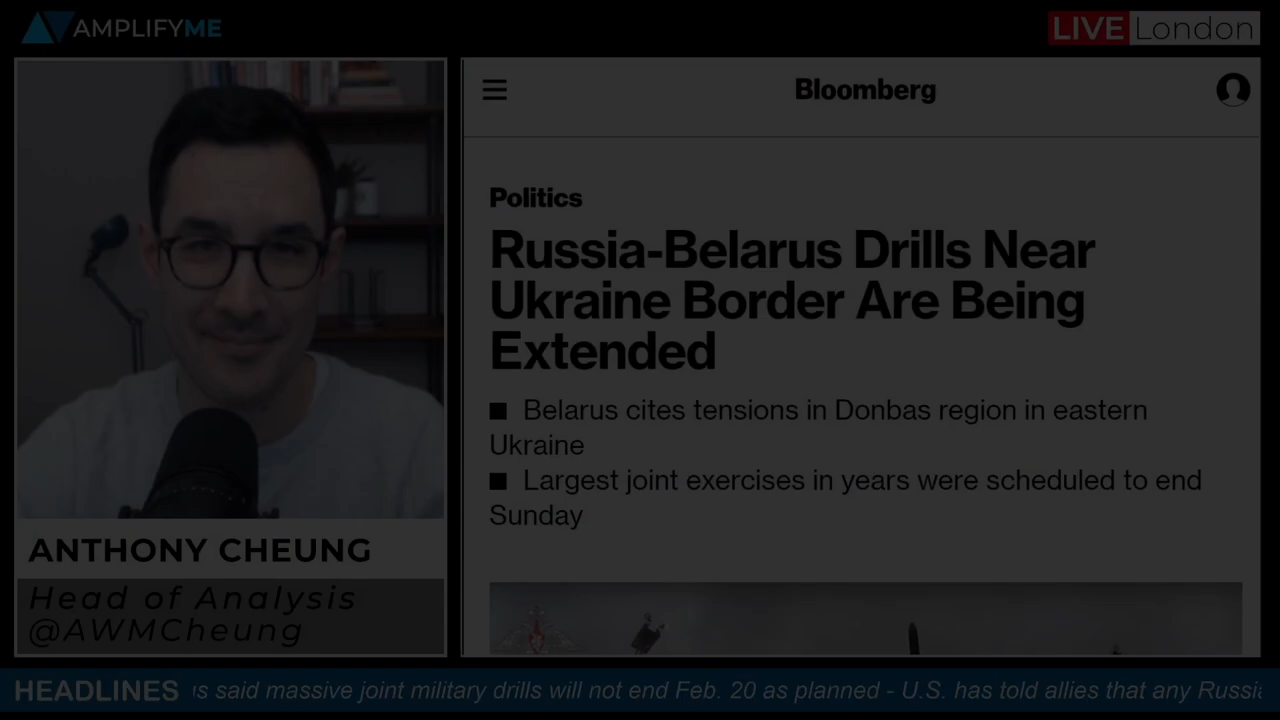 AMPLIFYME
LIVE London
Bloomberg
Politics
Russia-Belarus Drills Near
Ukraine Border Are Being
Extended
■ Belarus cites tensions in Donbas region in eastern
Ukraine
■ Largest joint exercises in years were scheduled to end
Sunday
ANTHONY CHEUNG
Head of Analysis
@AWMCheung
HEADLINES said massive joint military drills will not end Feb. 20 as planned - U.S. has told allies that any